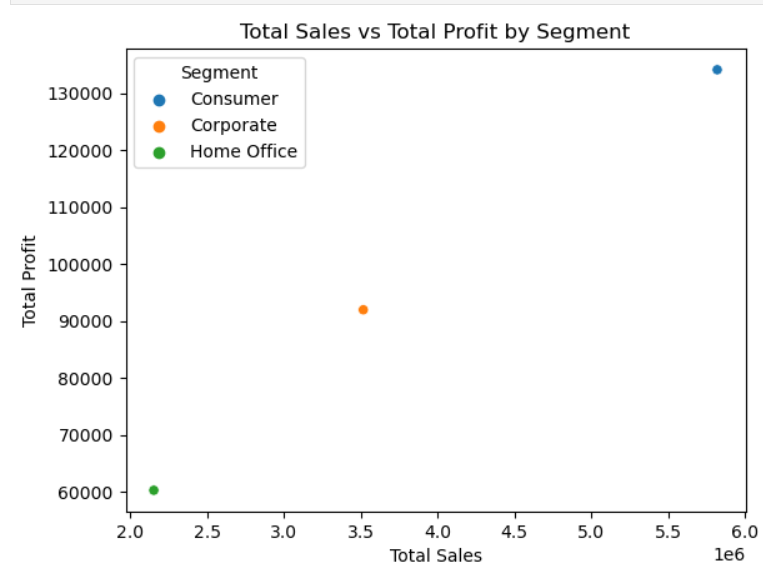 Total Sales vs Total Profit by Segment
Segment
Consumer
Corporate
Home Office
130000
120000
110000
100000
90000
80000
70000
60000
Total Profit
2.0 2.5 3.0 3.5 4.0 4.5 5.0 5.5 6.0
Total Sales 1e6